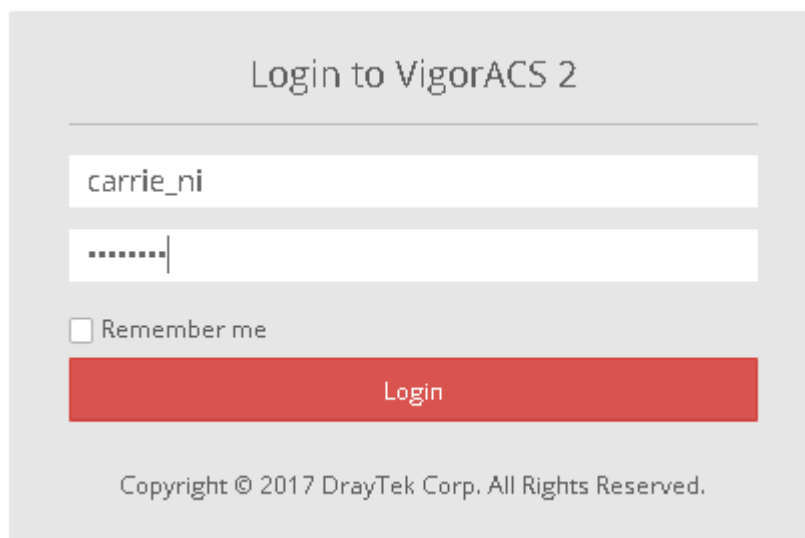 Login to VigorACS 2
carrie_ni
••••••••
Remember me
Login
Copyright © 2017 DrayTek Corp. All Rights Reserved.